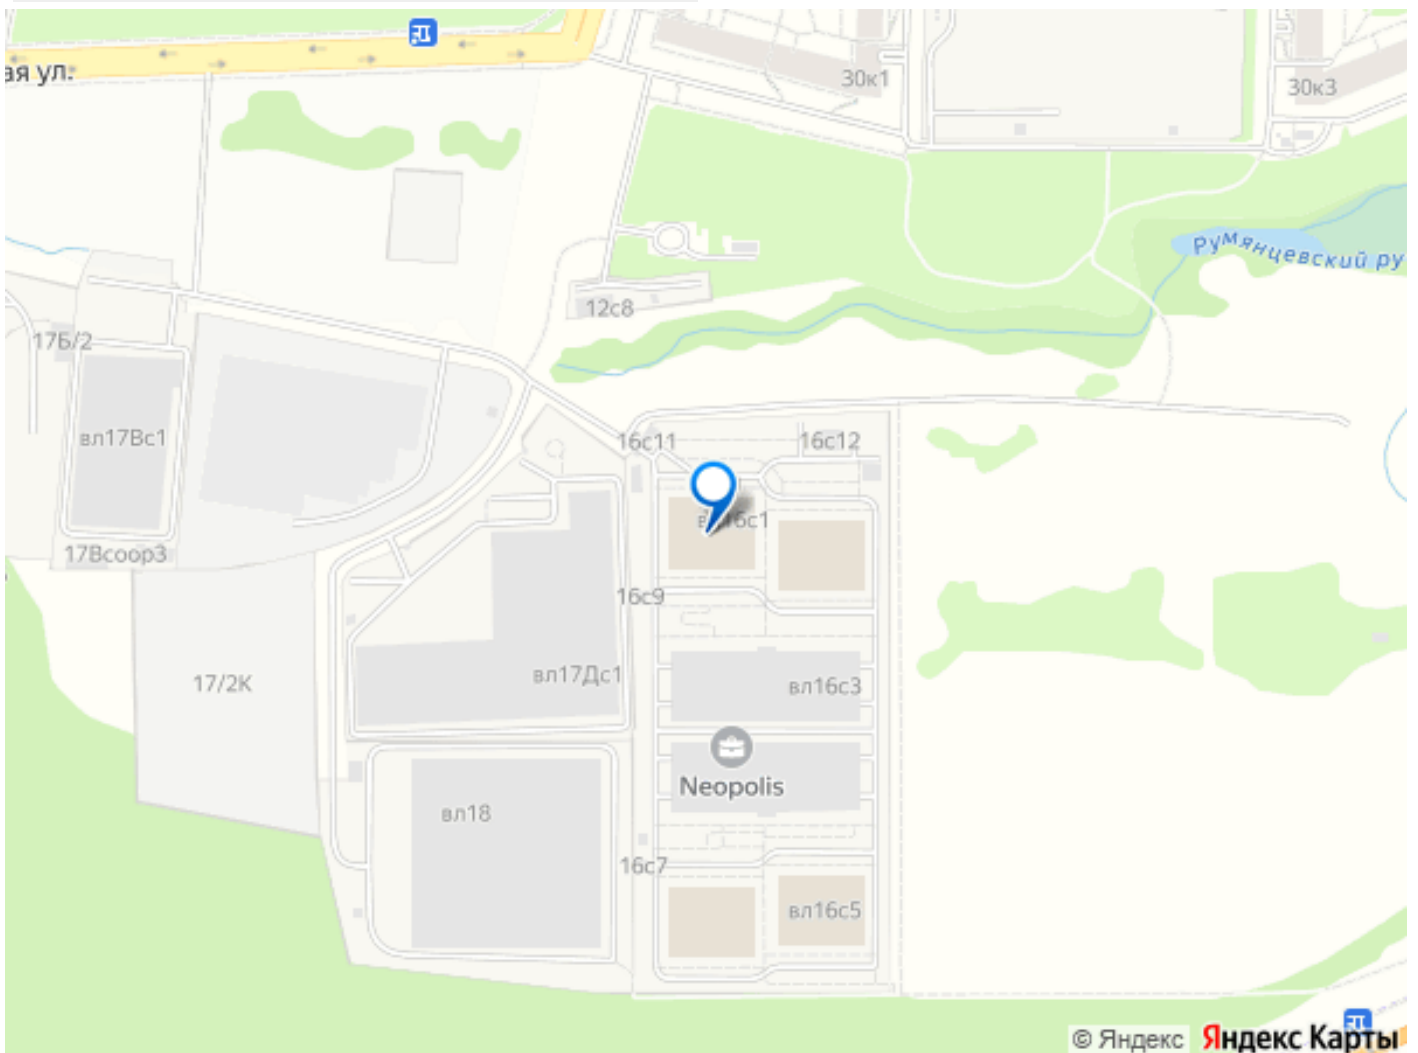 ая ул.
30к1
30к3
Румянцевский ру
12с8
17Б/2
вл17Вс1
16с11
16с12
вл16с1
17Всоор3
16с9
17/2К
вл17Дс1
вл16с3
Neopolis
вл18
16с7
вл16с5
© Яндекс Яндекс Карты